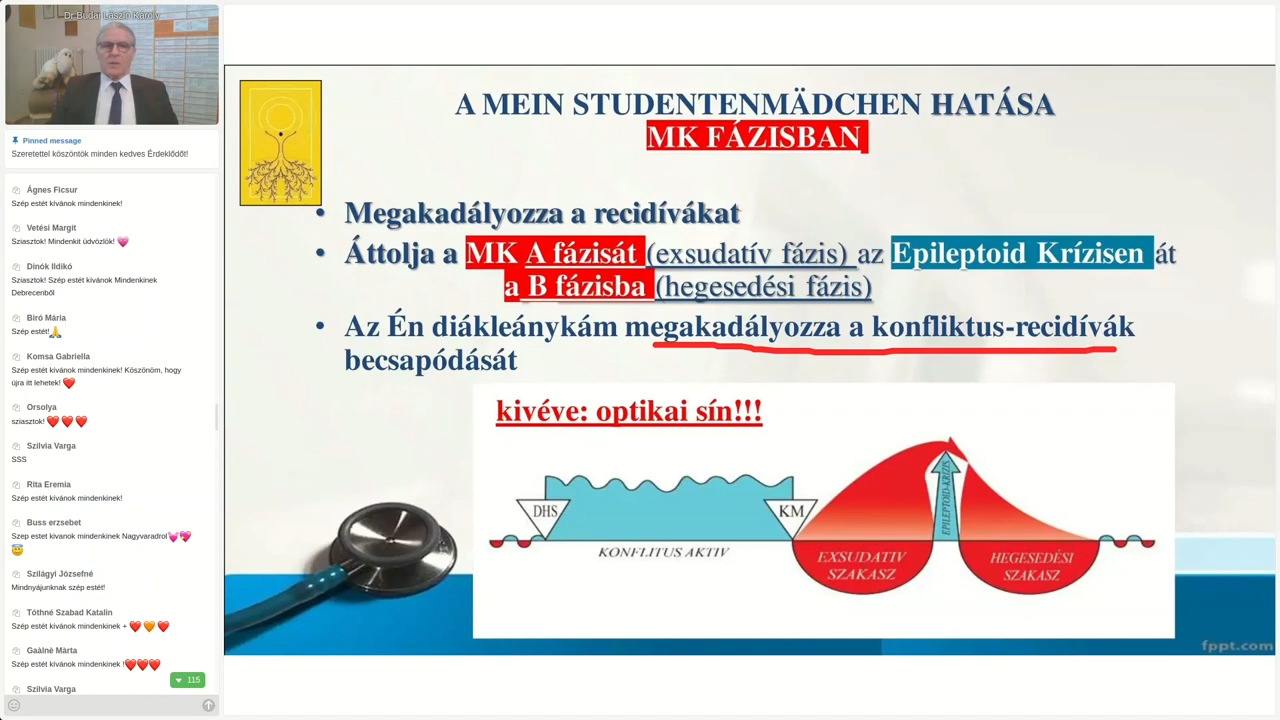 Dr Budai László Károly
Pinned message
Szeretettel köszöntök minden kedves Érdeklődőt!
Ágnes Ficsur
Szép estét kívánok mindenkinek!
Vetési Margit
Sziasztok! Mindenkit üdvözlök! 💗
Dinók Ildikó
Sziasztok! Szép estét kívánok Mindenkinek
Debrecenből
Biró Mária
Szép estét!🙏
Komsa Gabriella
Szép estét kívánok mindenkinek! Köszönöm, hogy
újra itt lehetek! ❤️
Orsolya
sziasztok! ❤️ ❤️ ❤️
Szilvia Varga
SSS
Rita Eremia
Szép estét kívánok mindenkinek!
Buss erzsebet
Szep estet kivanok mindenkinek Nagyvaradrol💓💖
😇
Szilágyi Józsefné
Mindnyájunknak szép estét!
Tóthné Szabad Katalin
Szép estét kívánok mindenkinek + ❤️ 🧡 ❤️
Gaàlnè Màrta
Szép estét kívánok mindenkinek !❤️❤️❤️
115
Szilvia Varga
A MEIN STUDENTENMÄDCHEN HATÁSA
MK FÁZISBAN
• Megakadályozza a recidívákat
• Áttolja a MK A fázisát (exsudatív fázis) az Epileptoid Krízisen át
a B fázisba (hegesedési fázis)
• Az Én diákleánykám megakadályozza a konfliktus-recidívák
becsapódását
kivéve: optikai sín!!!
DHS
KM
EPILEPTOID-KRÍZIS
KONFLITUS AKTIV
EXSUDATIV
SZAKASZ
HEGESEDÉSI
SZAKASZ
fppt.com